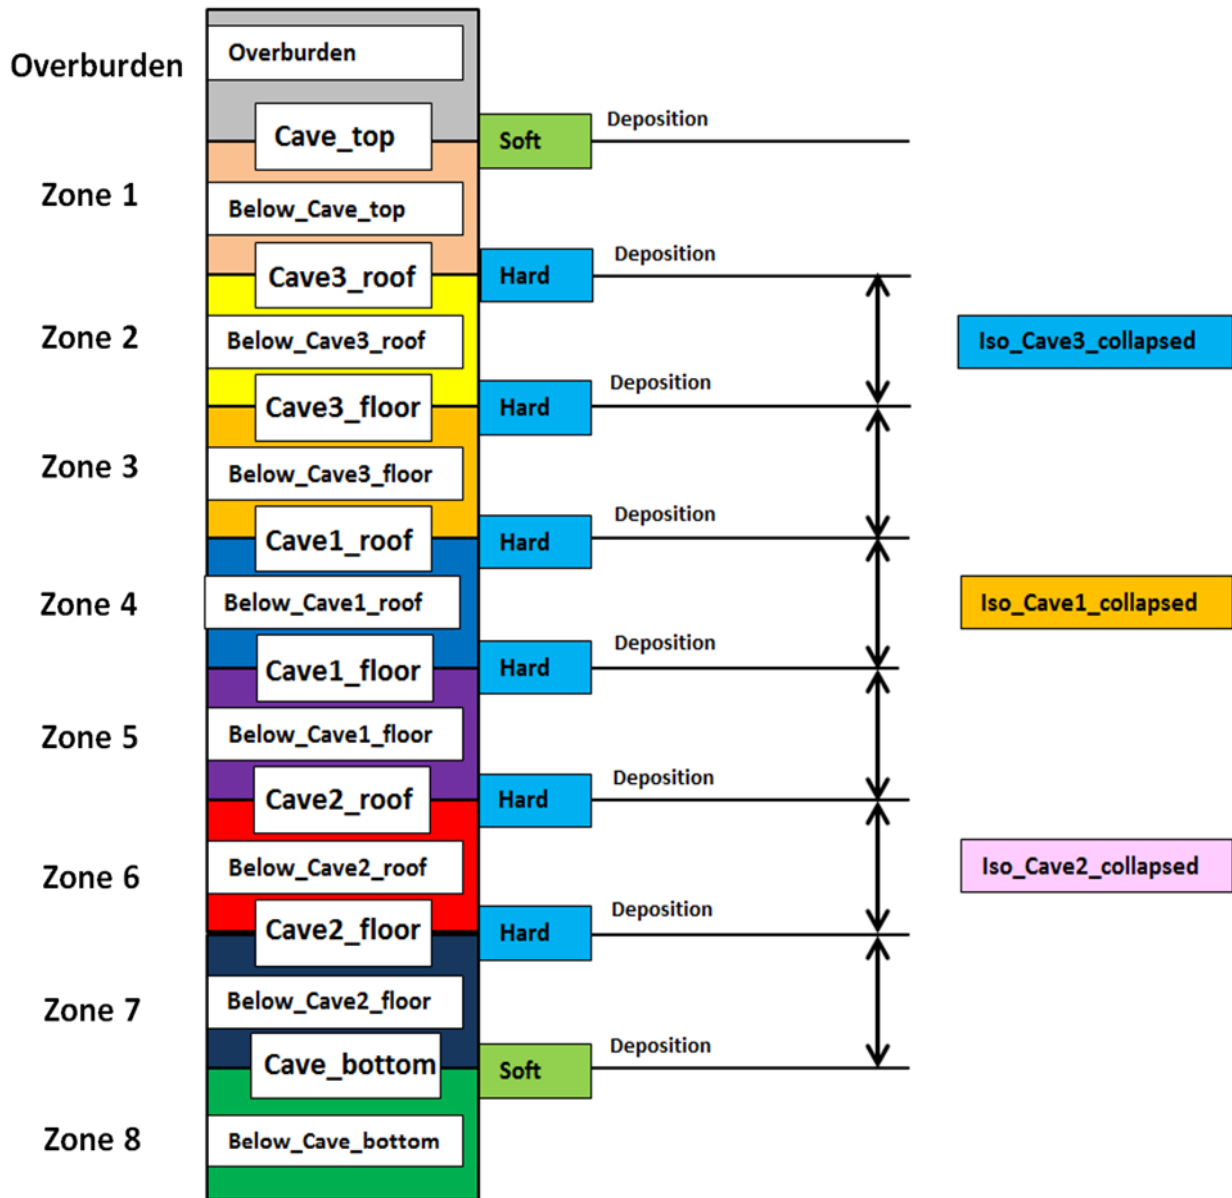 Overburden
Overburden
Cave_top
Soft
Deposition
Zone 1
Below_Cave_top
Cave3_roof
Hard
Deposition
Zone 2
Below_Cave3_roof
Iso_Cave3_collapsed
Cave3_floor
Hard
Deposition
Zone 3
Below_Cave3_floor
Cave1_roof
Hard
Deposition
Zone 4
Below_Cave1_roof
Iso_Cave1_collapsed
Cave1_floor
Hard
Deposition
Zone 5
Below_Cave1_floor
Cave2_roof
Hard
Deposition
Zone 6
Below_Cave2_roof
Iso_Cave2_collapsed
Cave2_floor
Hard
Deposition
Zone 7
Below_Cave2_floor
Cave_bottom
Soft
Deposition
Zone 8
Below_Cave_bottom